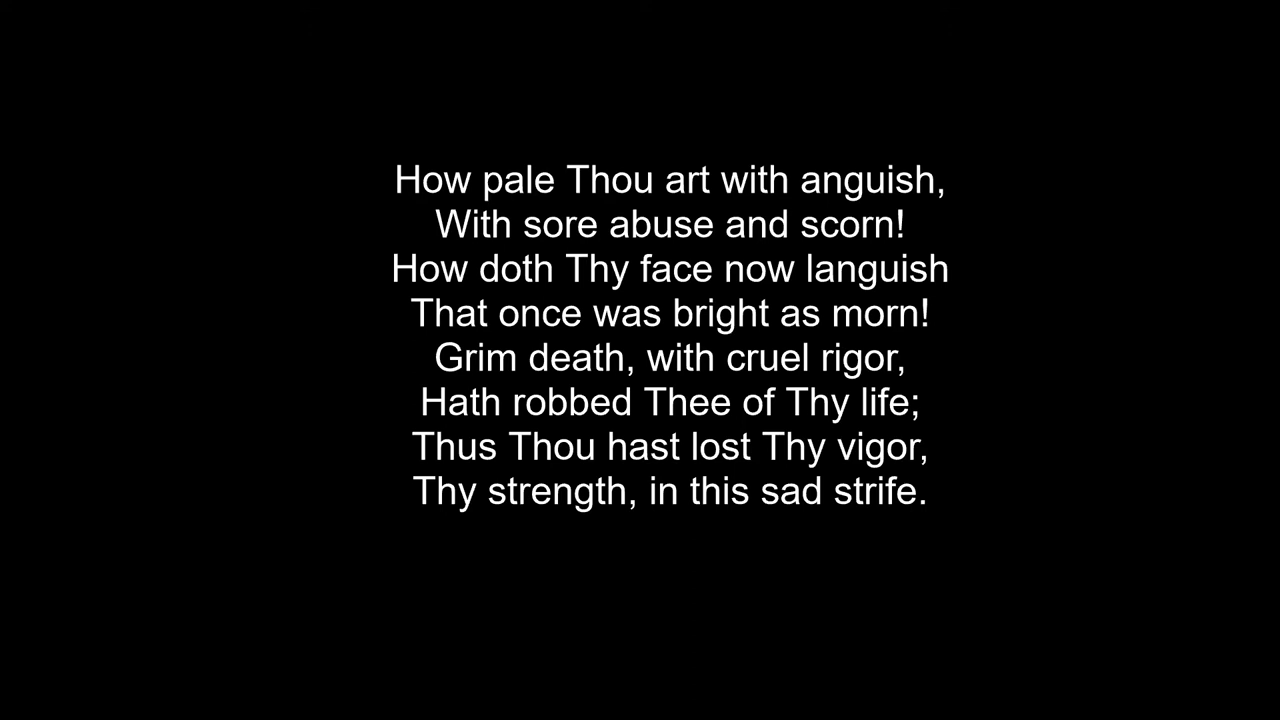 How pale Thou art with anguish,
With sore abuse and scorn!
How doth Thy face now languish
That once was bright as morn!
Grim death, with cruel rigor,
Hath robbed Thee of Thy life;
Thus Thou hast lost Thy vigor,
Thy strength, in this sad strife.